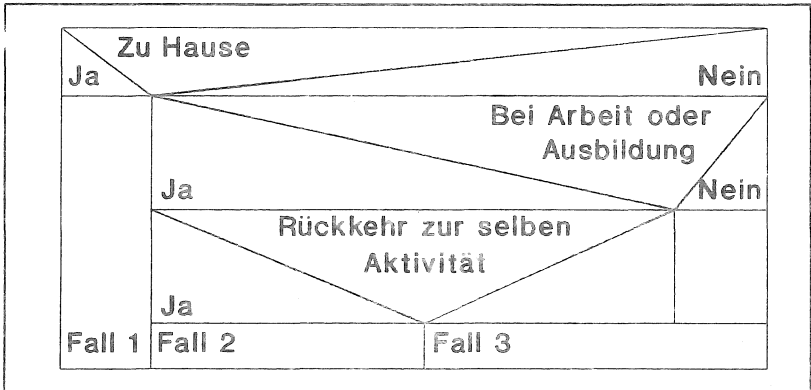 Zu Hause
Ja
Nein
Bei Arbeit oder
Ausbildung
Ja
Nein
Rückkehr zur selben
Aktivität
Ja
Fall 1
Fall 2
Fall 3